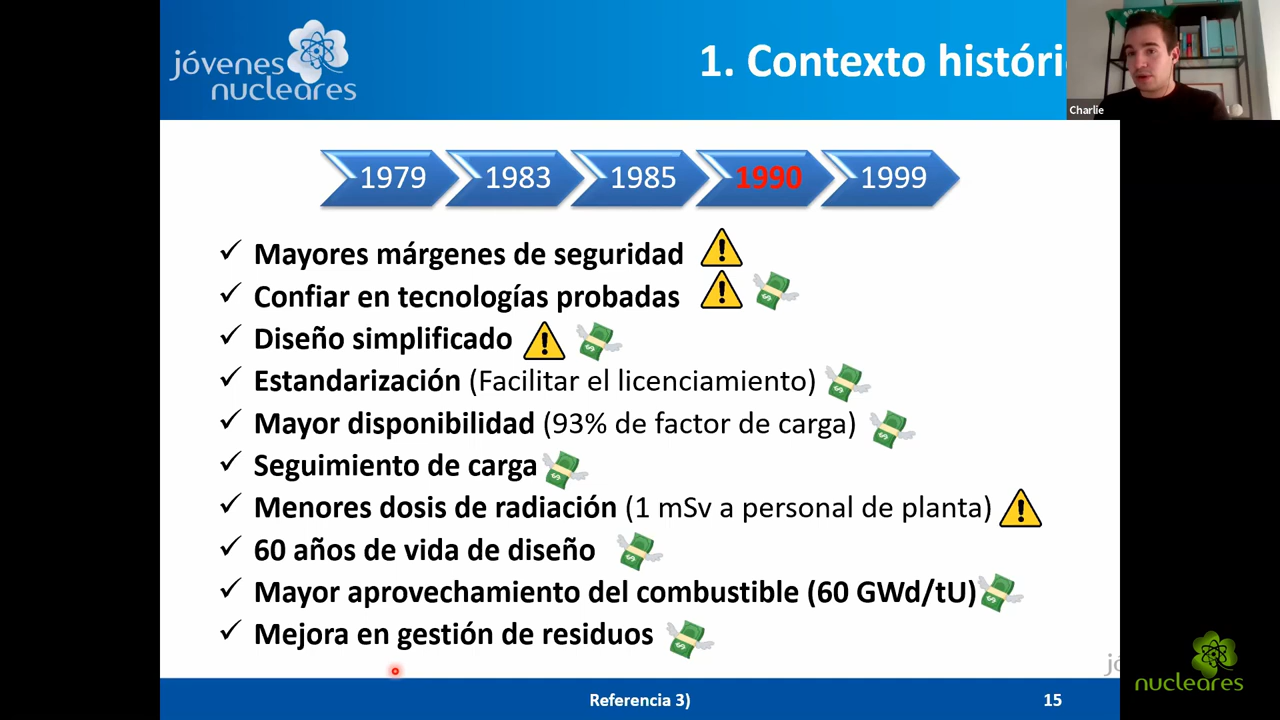 jóvenes
nucleares
1. Contexto históri
Charlie
1979 1983 1985 1990 1999
✓ Mayores márgenes de seguridad
✓ Confiar en tecnologías probadas
✓ Diseño simplificado
✓ Estandarización (Facilitar el licenciamiento)
✓ Mayor disponibilidad (93% de factor de carga)
✓ Seguimiento de carga
✓ Menores dosis de radiación (1 mSv a personal de planta)
✓ 60 años de vida de diseño
✓ Mayor aprovechamiento del combustible (60 GWd/tU)
✓ Mejora en gestión de residuos
jó
nucleares
Referencia 3)
15